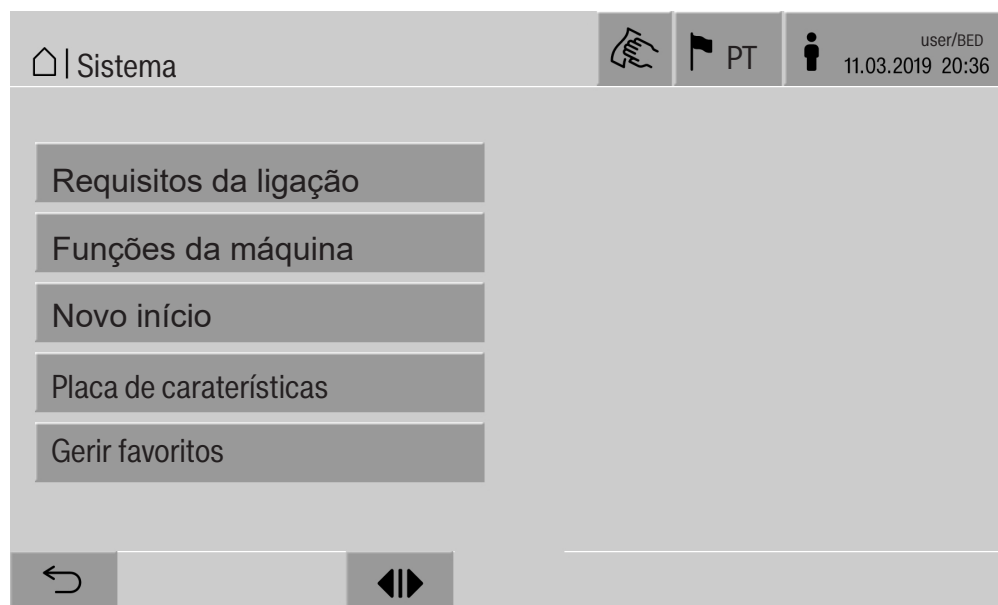 | Sistema
PT
user/BED
11.03.2019 20:36
Requisitos da ligação
Funções da máquina
Novo início
Placa de caraterísticas
Gerir favoritos